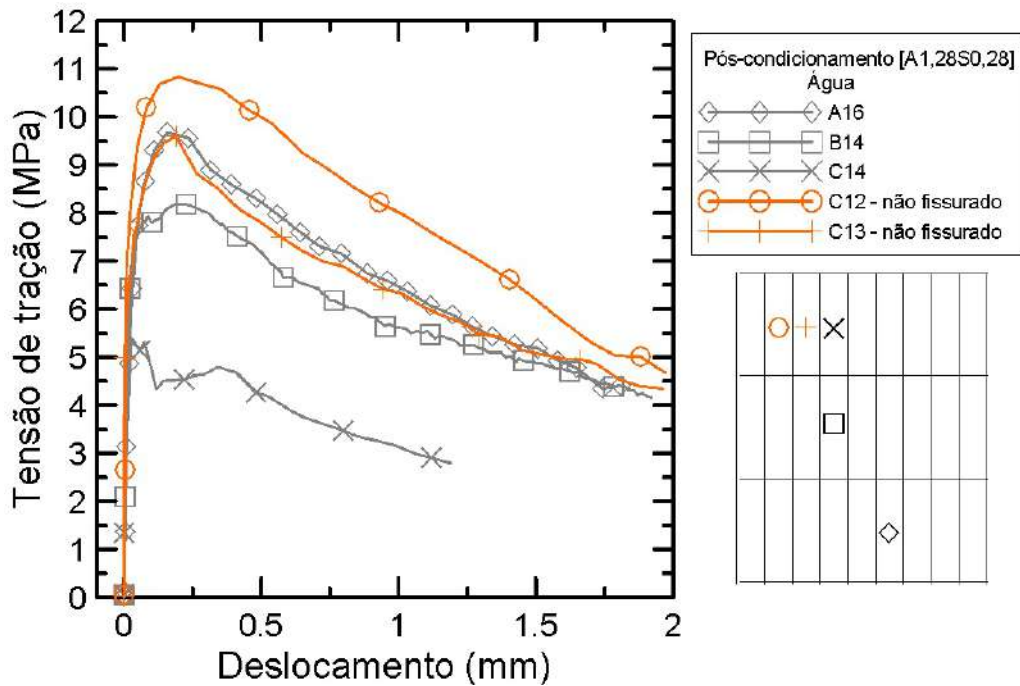 12
11
10
9
8
7
6
5
4
3
2
1
0
Tensão de tração (MPa)
0
0.5
1
1.5
2
Deslocamento (mm)
Pós-condicionamento [A1,28S0,28]
Água
A16
B14
C14
C12 - não fissurado
C13 - não fissurado